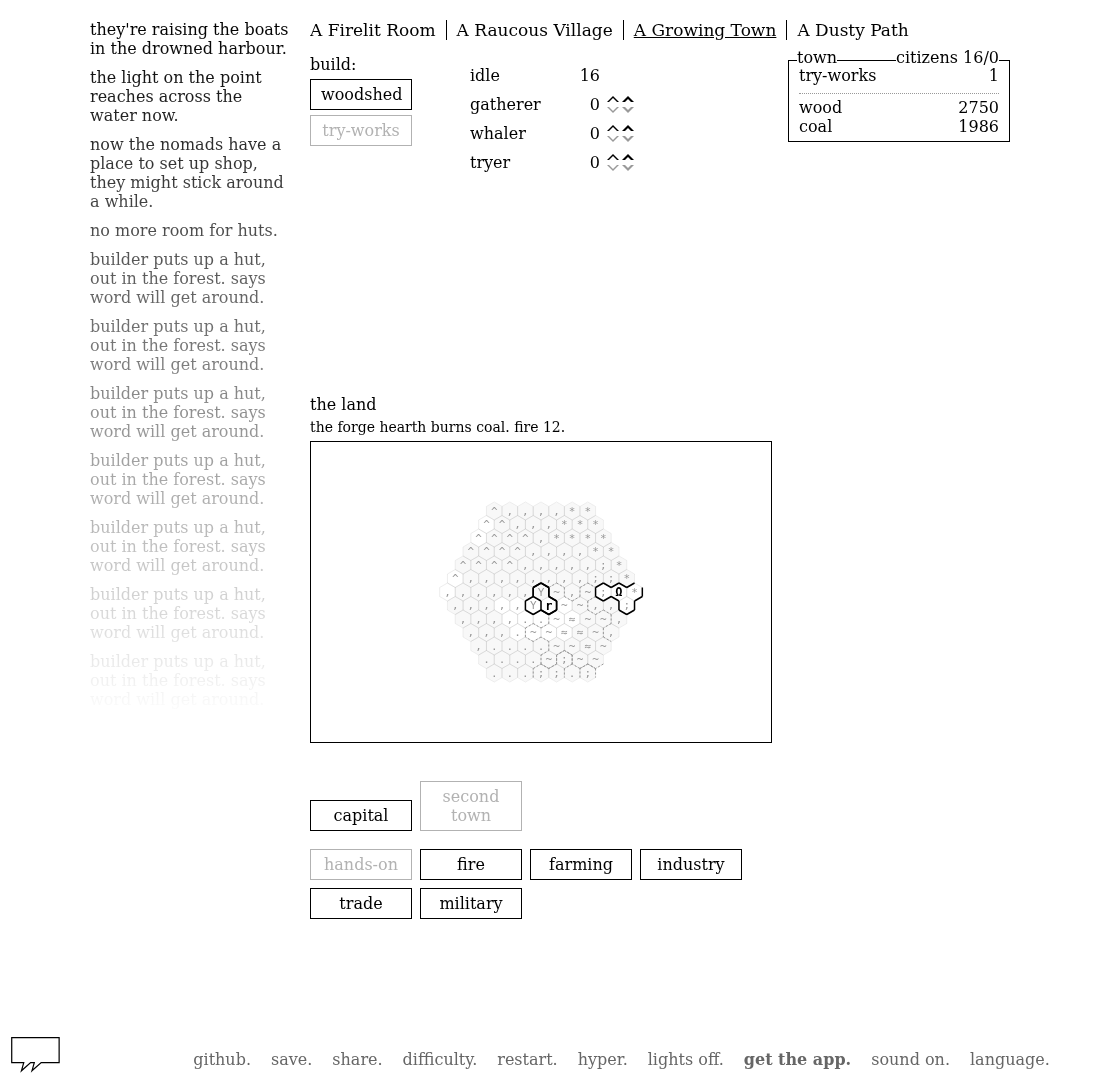 they're raising the boats
in the drowned harbour.
the light on the point
reaches across the
water now.
now the nomads have a
place to set up shop,
they might stick around
a while.
no more room for huts.
builder puts up a hut,
out in the forest. says
word will get around.
builder puts up a hut,
out in the forest. says
word will get around.
builder puts up a hut,
out in the forest. says
word will get around.
builder puts up a hut,
out in the forest. says
word will get around.
builder puts up a hut,
out in the forest. says
word will get around.
builder puts up a hut,
out in the forest. says
word will get around.
builder puts up a hut,
out in the forest. says
word will get around.
A Firelit Room | A Raucous Village | A Growing Town | A Dusty Path
build:
woodshed
try-works
idle 16
gatherer 0
whaler 0
tryer 0
town citizens 16/0
try-works 1
wood 2750
coal 1986
the land
the forge hearth burns coal. fire 12.
capital
second
town
hands-on fire farming industry
trade military
github. save. share. difficulty. restart. hyper. lights off. get the app. sound on. language.